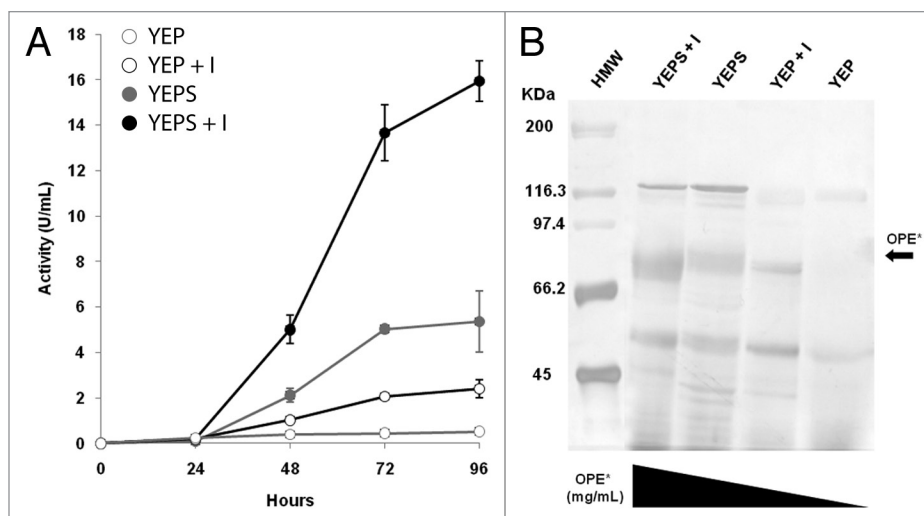 A
YEP
YEP + I
YEPS
YEPS + I
18
16
14
12
10
8
6
4
2
0
Activity (U/mL)
0 24 48 72 96
Hours
B
HMW YEPS + I YEPS YEP + I YEP
KDa
200
116.3
97.4
66.2
45
OPE*
OPE*
(mg/mL)